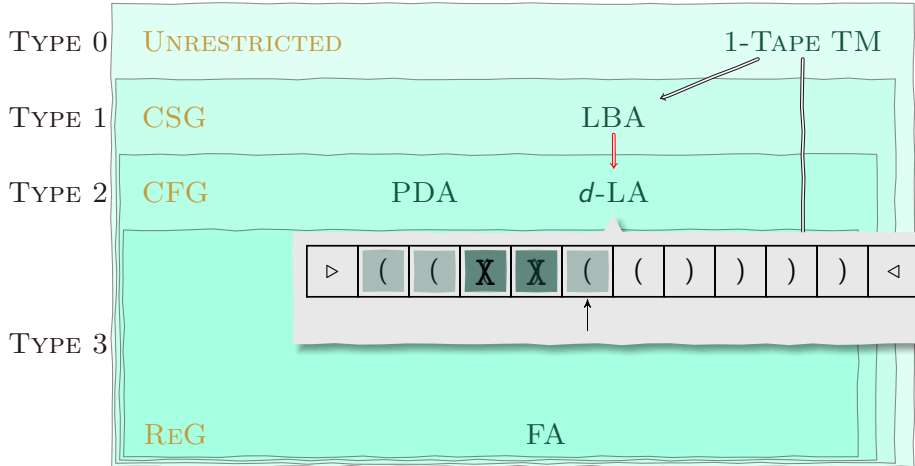 TYPE 0 UNRESTRICTED 1-TAPE TM
TYPE 1 CSG LBA
TYPE 2 CFG PDA d-LA
▷ ( ( X X ( ( ) ) ) ) ◁
TYPE 3
REG FA